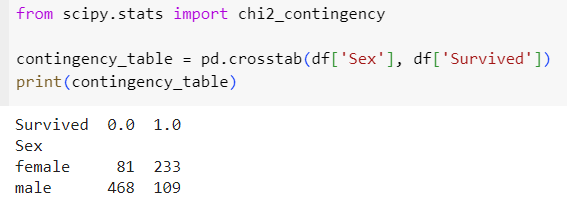 from scipy.stats import chi2_contingency
contingency_table = pd.crosstab(df['Sex'], df['Survived'])
print(contingency_table)
Survived 0.0 1.0
Sex
female 81 233
male 468 109